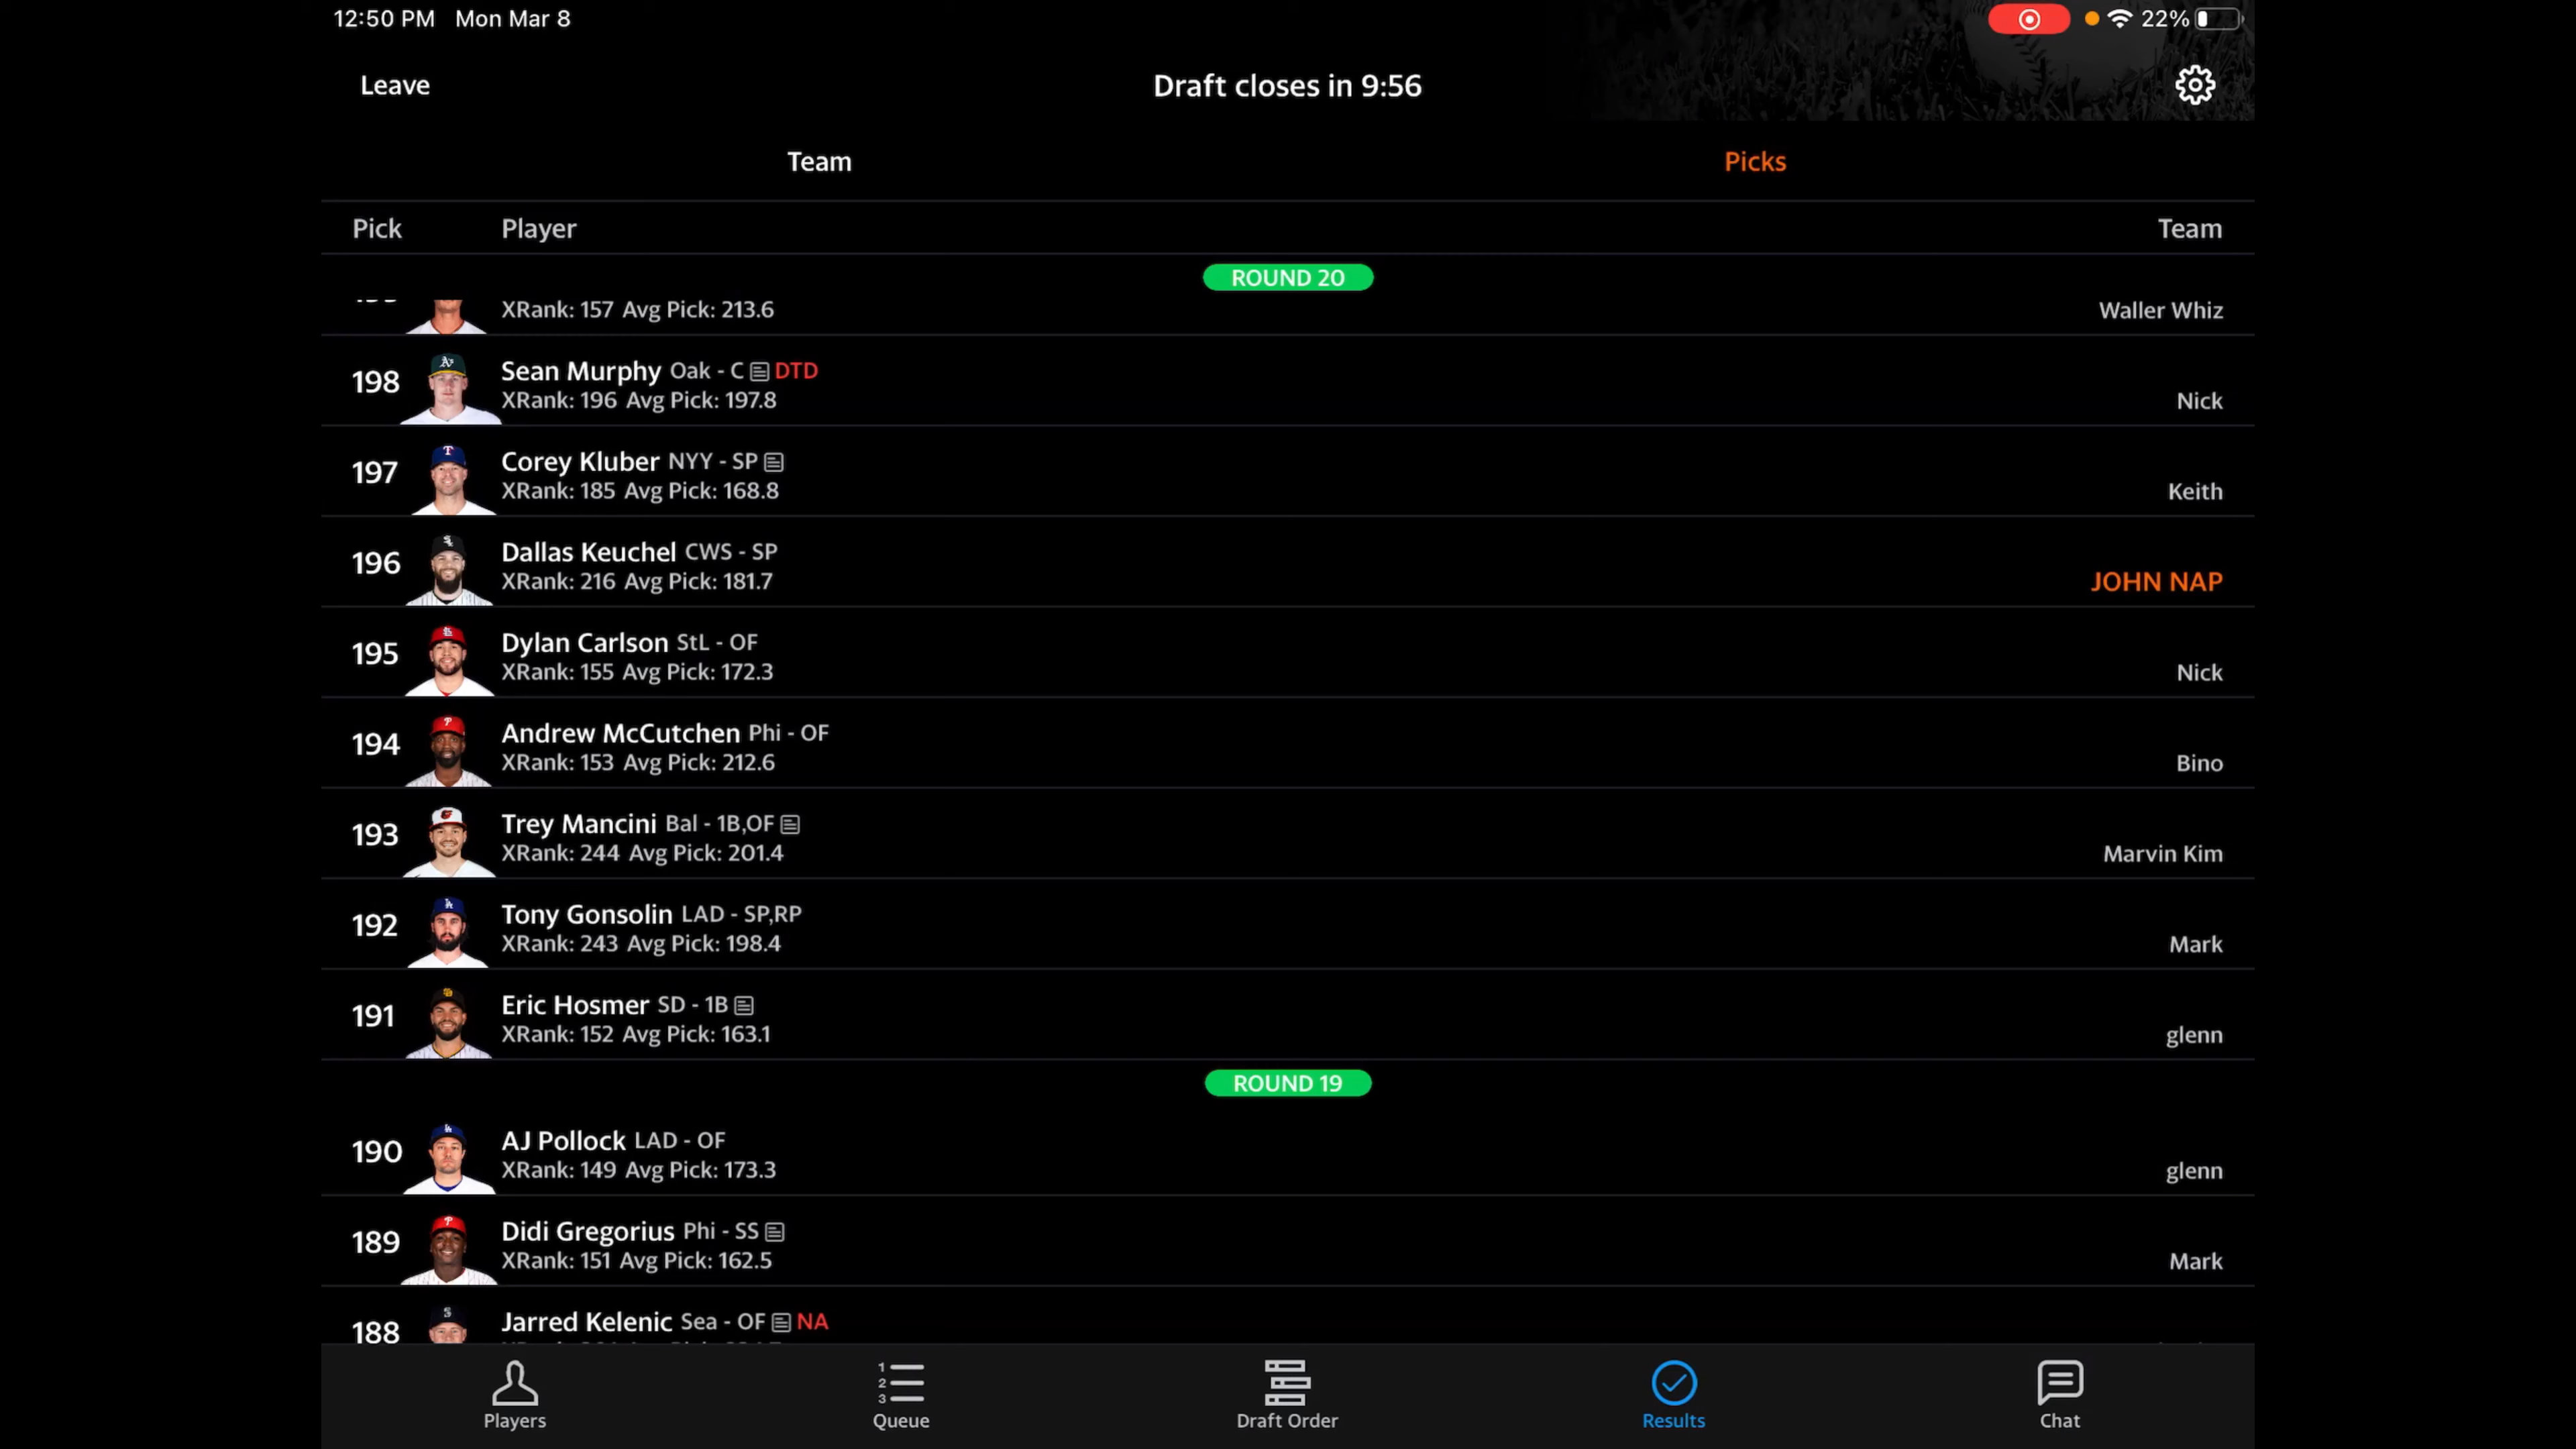 12:50 PM Mon Mar 8
22%
Leave
Draft closes in 9:56
Team
Picks
Pick Player Team
ROUND 20
XRank: 157 Avg Pick: 213.6
Waller Whiz
198
Sean Murphy Oak - C DTD
XRank: 196 Avg Pick: 197.8
Nick
197
Corey Kluber NYY - SP
XRank: 185 Avg Pick: 168.8
Keith
196
Dallas Keuchel CWS - SP
XRank: 216 Avg Pick: 181.7
JOHN NAP
195
Dylan Carlson StL - OF
XRank: 155 Avg Pick: 172.3
Nick
194
Andrew McCutchen Phi - OF
XRank: 153 Avg Pick: 212.6
Bino
193
Trey Mancini Bal - 1B,OF
XRank: 244 Avg Pick: 201.4
Marvin Kim
192
Tony Gonsolin LAD - SP,RP
XRank: 243 Avg Pick: 198.4
Mark
191
Eric Hosmer SD - 1B
XRank: 152 Avg Pick: 163.1
glenn
ROUND 19
190
AJ Pollock LAD - OF
XRank: 149 Avg Pick: 173.3
glenn
189
Didi Gregorius Phi - SS
XRank: 151 Avg Pick: 162.5
Mark
188
Jarred Kelenic Sea - OF NA
Players
Queue
Draft Order
Results
Chat